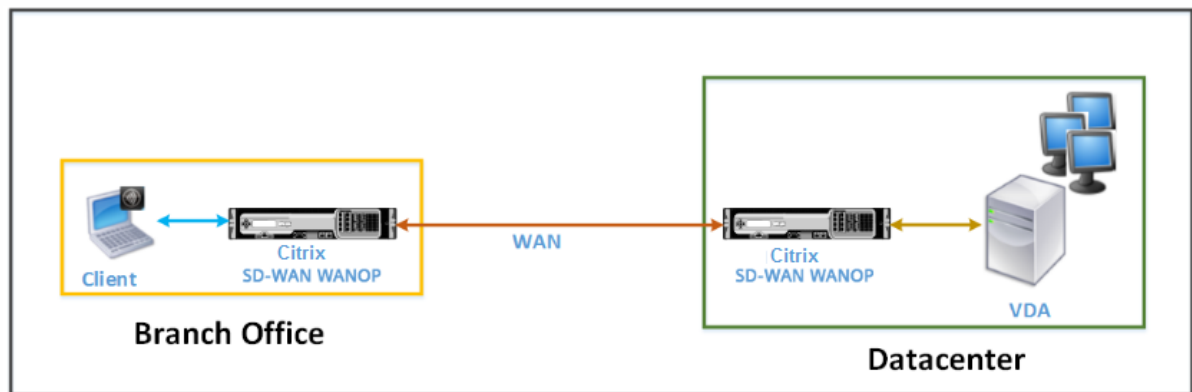 Client
Citrix
SD-WAN WANOP
Branch Office
WAN
Citrix
SD-WAN WANOP
VDA
Datacenter